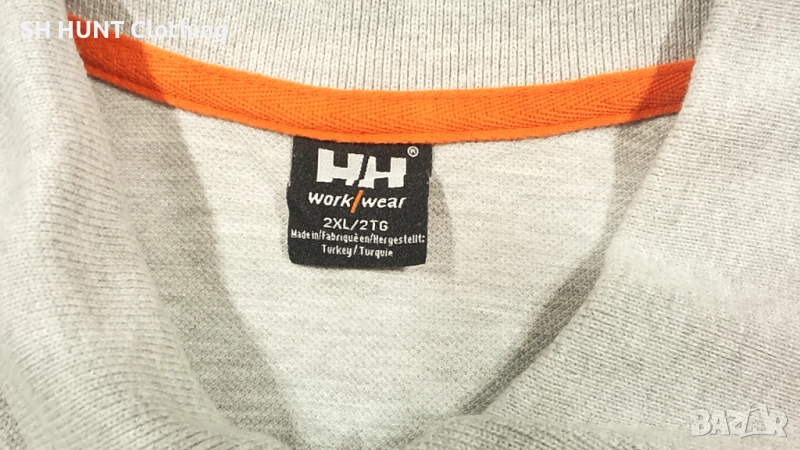 SH HUNT Clothing
HH®
work/wear
2XL/2TG
Made in/Fabriqué en/Hergestellt:
Turkey/Turquie
BAZAR